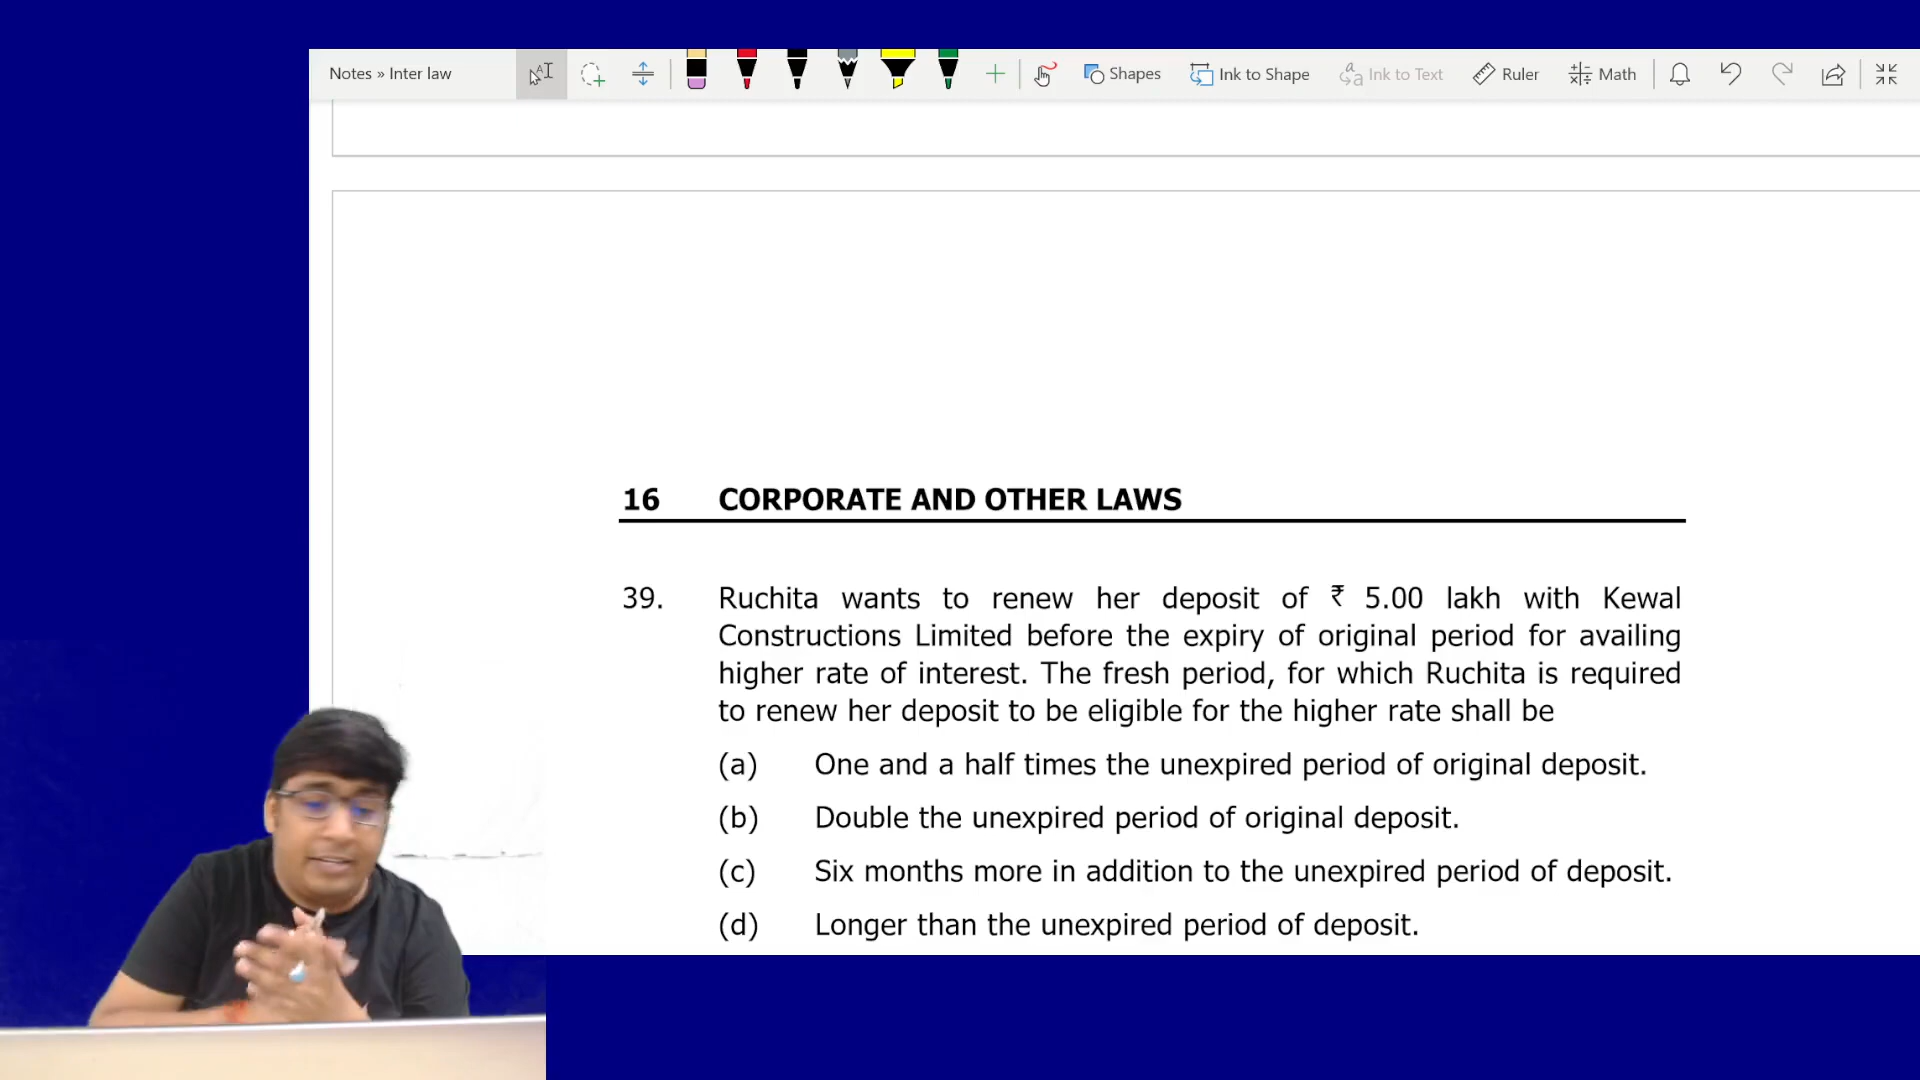 Notes » Inter law
Shapes
Ink to Shape
Ink to Text
Ruler
Math
16 CORPORATE AND OTHER LAWS
39. Ruchita wants to renew her deposit of ₹ 5.00 lakh with Kewal
Constructions Limited before the expiry of original period for availing
higher rate of interest. The fresh period, for which Ruchita is required
to renew her deposit to be eligible for the higher rate shall be
(a) One and a half times the unexpired period of original deposit.
(b) Double the unexpired period of original deposit.
(c) Six months more in addition to the unexpired period of deposit.
(d) Longer than the unexpired period of deposit.